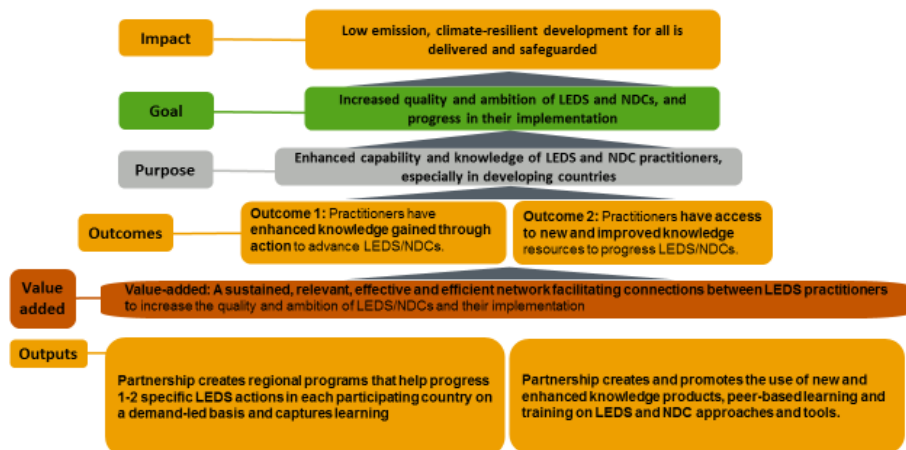 Impact
Low emission, climate-resilient development for all is
delivered and safeguarded
Goal
Increased quality and ambition of LEDS and NDCs, and
progress in their implementation
Purpose
Enhanced capability and knowledge of LEDS and NDC practitioners,
especially in developing countries
Outcomes
Outcome 1: Practitioners have
enhanced knowledge gained through
action to advance LEDS/NDCs.
Outcome 2: Practitioners have access
to new and improved knowledge
resources to progress LEDS/NDCs.
Value
added
Value-added: A sustained, relevant, effective and efficient network facilitating connections between LEDS practitioners
to increase the quality and ambition of LEDS/NDCs and their implementation
Outputs
Partnership creates regional programs that help progress
1-2 specific LEDS actions in each participating country on
a demand-led basis and captures learning
Partnership creates and promotes the use of new and
enhanced knowledge products, peer-based learning and
training on LEDS and NDC approaches and tools.